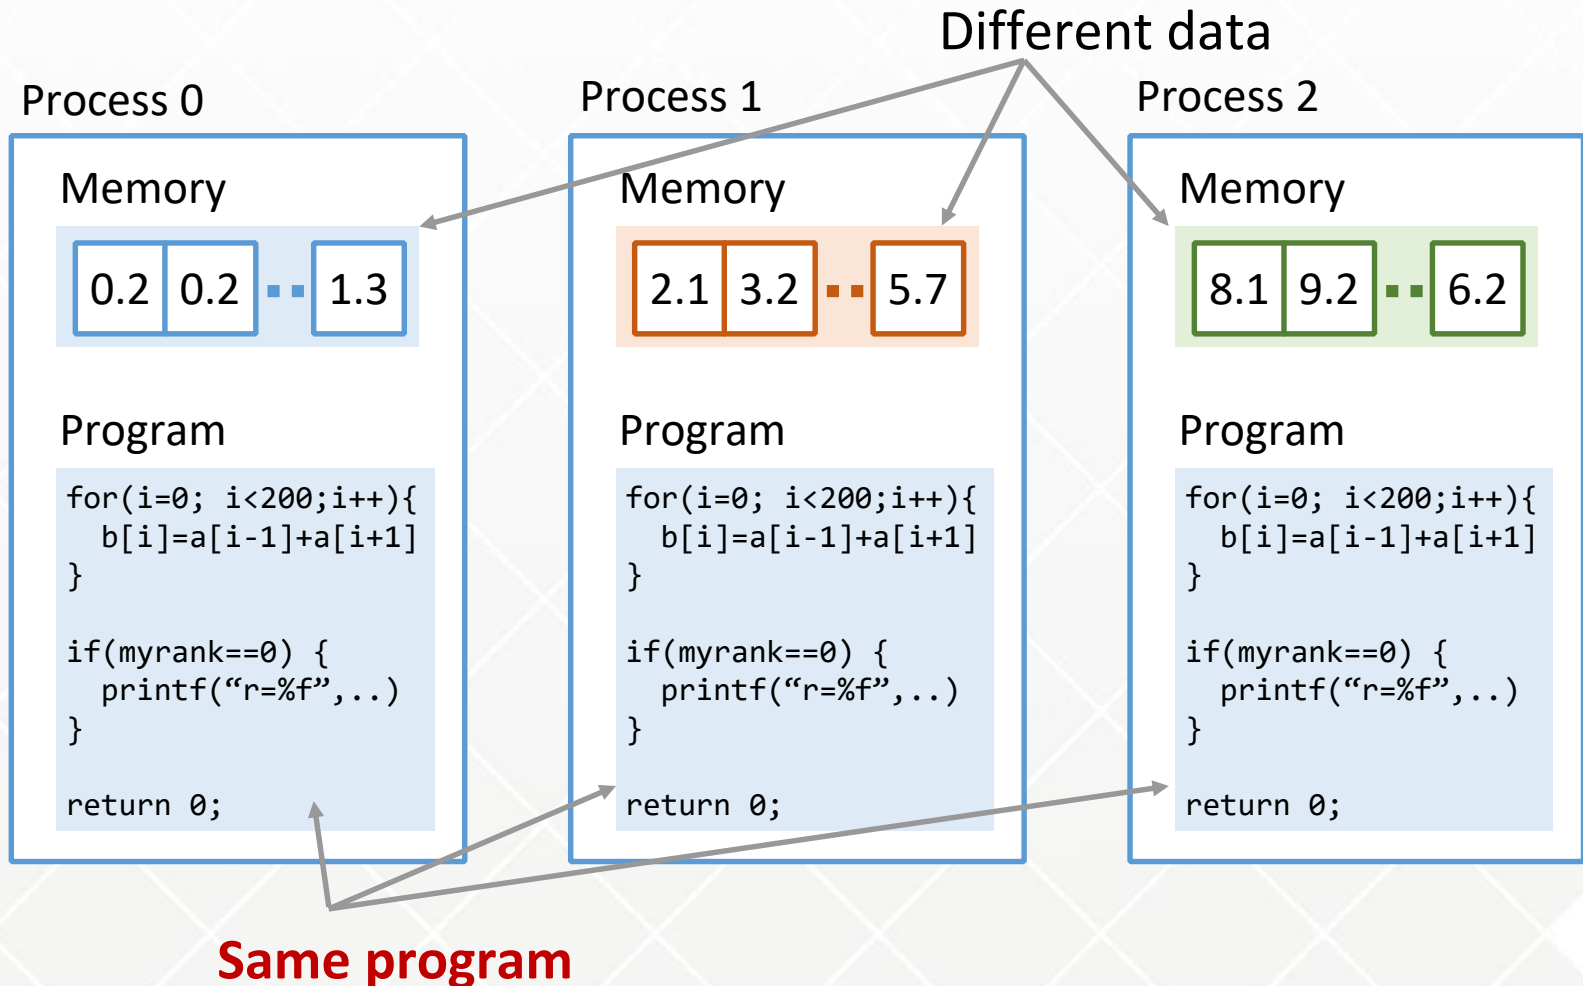 Different data
Process 0
Memory
0.2 0.2 1.3
Program
for(i=0; i<200;i++){
  b[i]=a[i-1]+a[i+1]
}
if(myrank==0) {
  printf(“r=%f”,..)
}
return 0;
Process 1
Memory
2.1 3.2 5.7
Program
for(i=0; i<200;i++){
  b[i]=a[i-1]+a[i+1]
}
if(myrank==0) {
  printf(“r=%f”,..)
}
return 0;
Process 2
Memory
8.1 9.2 6.2
Program
for(i=0; i<200;i++){
  b[i]=a[i-1]+a[i+1]
}
if(myrank==0) {
  printf(“r=%f”,..)
}
return 0;
Same program